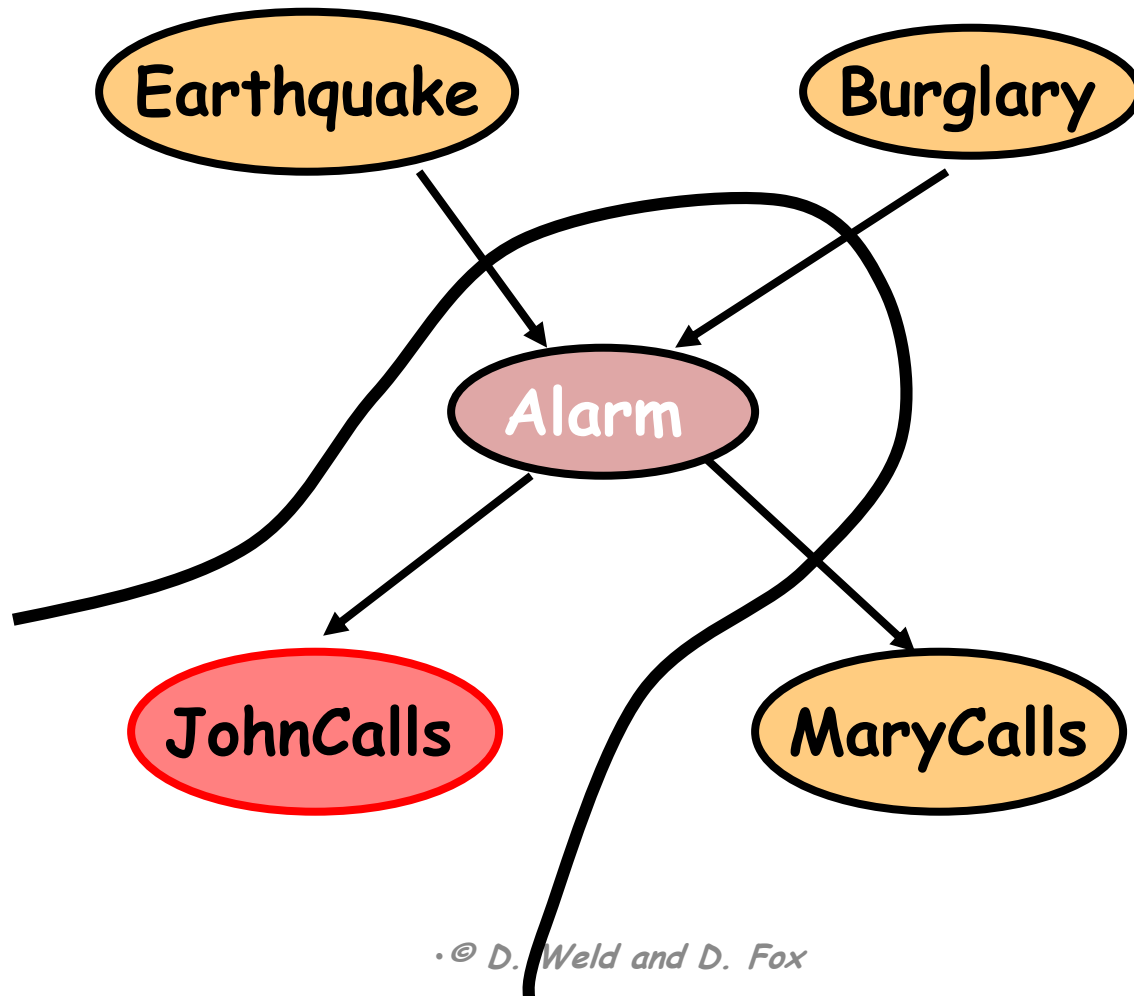 Earthquake
Burglary
Alarm
JohnCalls
MaryCalls
·© D. Weld and D. Fox